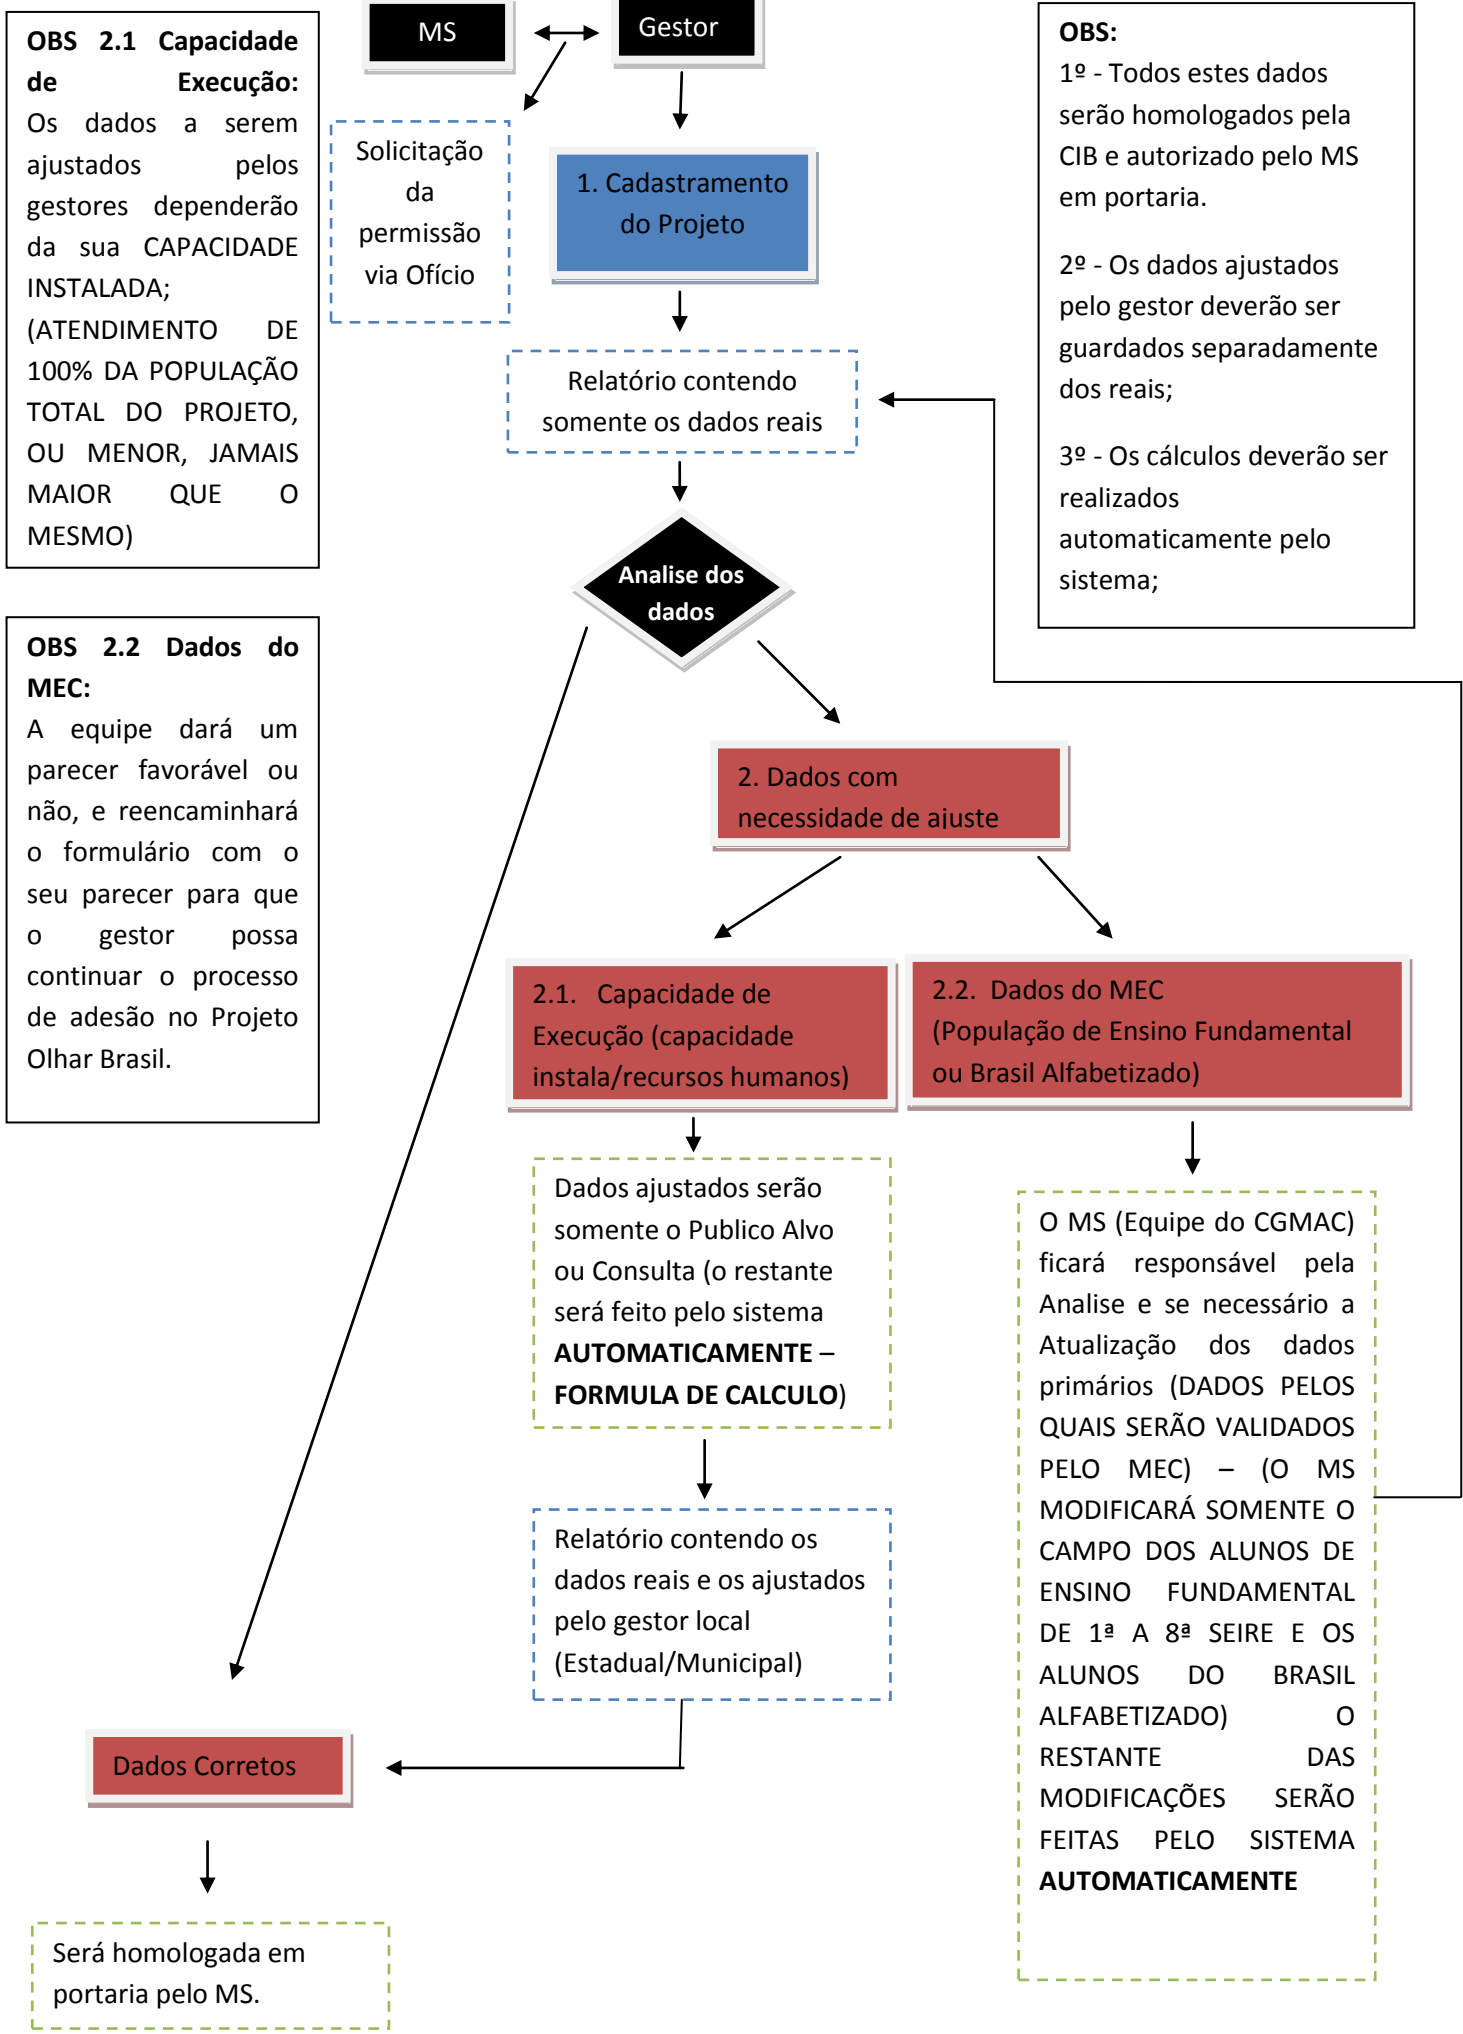 OBS 2.1 Capacidade
de Execução:
Os dados a serem
ajustados pelos
gestores dependerão
da sua CAPACIDADE
INSTALADA;
(ATENDIMENTO DE
100% DA POPULAÇÃO
TOTAL DO PROJETO,
OU MENOR, JAMAIS
MAIOR QUE O
MESMO)
OBS 2.2 Dados do
MEC:
A equipe dará um
parecer favorável ou
não, e reencaminhará
o formulário com o
seu parecer para que
o gestor possa
continuar o processo
de adesão no Projeto
Olhar Brasil.
MS
Gestor
Solicitação
da
permissão
via Ofício
1. Cadastramento
do Projeto
Relatório contendo
somente os dados reais
Analise dos
dados
OBS:
1º - Todos estes dados
serão homologados pela
CIB e autorizado pelo MS
em portaria.
2º - Os dados ajustados
pelo gestor deverão ser
guardados separadamente
dos reais;
3º - Os cálculos deverão ser
realizados
automaticamente pelo
sistema;
2. Dados com
necessidade de ajuste
2.1. Capacidade de
Execução (capacidade
instala/recursos humanos)
2.2. Dados do MEC
(População de Ensino Fundamental
ou Brasil Alfabetizado)
Dados ajustados serão
somente o Publico Alvo
ou Consulta (o restante
será feito pelo sistema
AUTOMATICAMENTE –
FORMULA DE CALCULO)
O MS (Equipe do CGMAC)
ficará responsável pela
Analise e se necessário a
Atualização dos dados
primários (DADOS PELOS
QUAIS SERÃO VALIDADOS
PELO MEC) – (O MS
MODIFICARÁ SOMENTE O
CAMPO DOS ALUNOS DE
ENSINO FUNDAMENTAL
DE 1ª A 8ª SEIRE E OS
ALUNOS DO BRASIL
ALFABETIZADO) O
RESTANTE DAS
MODIFICAÇÕES SERÃO
FEITAS PELO SISTEMA
AUTOMATICAMENTE
Relatório contendo os
dados reais e os ajustados
pelo gestor local
(Estadual/Municipal)
Dados Corretos
Será homologada em
portaria pelo MS.